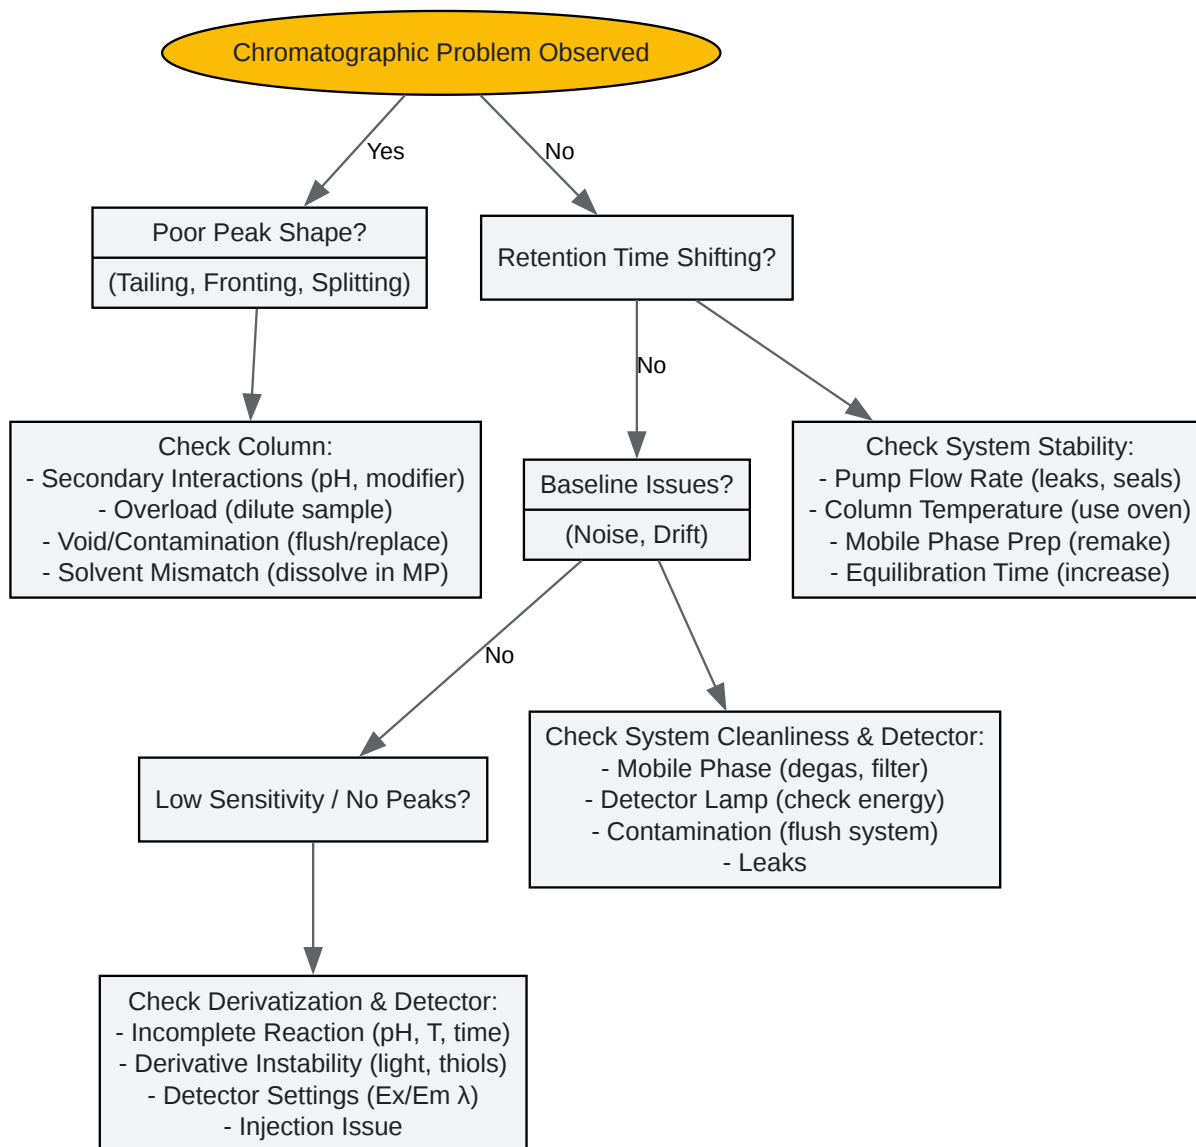 Chromatographic Problem Observed
Yes
No
Poor Peak Shape?
(Tailing, Fronting, Splitting)
Retention Time Shifting?
No
Check Column:
- Secondary Interactions (pH, modifier)
- Overload (dilute sample)
- Void/Contamination (flush/replace)
- Solvent Mismatch (dissolve in MP)
Baseline Issues?
(Noise, Drift)
Check System Stability:
- Pump Flow Rate (leaks, seals)
- Column Temperature (use oven)
- Mobile Phase Prep (remake)
- Equilibration Time (increase)
No
Low Sensitivity / No Peaks?
Check System Cleanliness & Detector:
- Mobile Phase (degas, filter)
- Detector Lamp (check energy)
- Contamination (flush system)
- Leaks
Check Derivatization & Detector:
- Incomplete Reaction (pH, T, time)
- Derivative Instability (light, thiols)
- Detector Settings (Ex/Em λ)
- Injection Issue